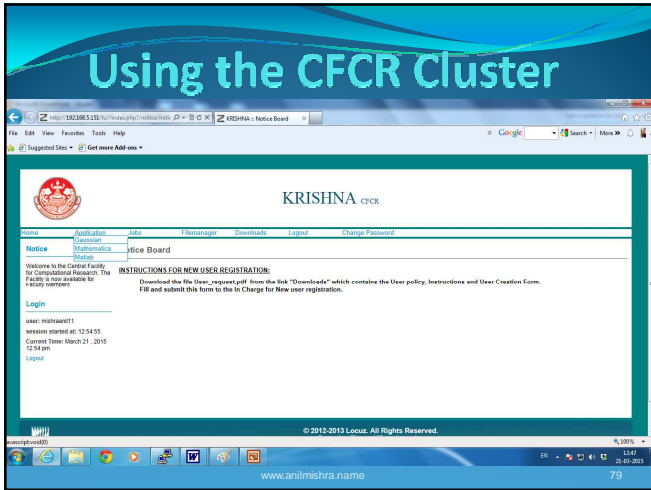 Using the CFCR Cluster
KRISHNA :: Notice Board
File Edit View Favorites Tools Help
x Google Search More »
Suggested Sites Get more Add-ons
KRISHNA CFCR
Home Application Jobs Filemanager Downloads Logout Change Password
Gaussian
Mathematica
Matlab
Notice
otice Board
Welcome to the Central Facility
for Computational Research. The
Facility is now available for
Faculty Members
INSTRUCTIONS FOR NEW USER REGISTRATION:
Download the file User_request.pdf from the link "Downloads" which contains the User policy, Instructions and User Creation Form.
Fill and submit this form to the In Charge for New user registration.
Login
user: mishraanil11
session started at: 12:54:55
Current Time: March 21 , 2015
12:54 pm
Logout
© 2012-2013 Locuz. All Rights Reserved.
avascript:void(0)
100%
EN
12:47
21-03-2015
www.anilmishra.name
79